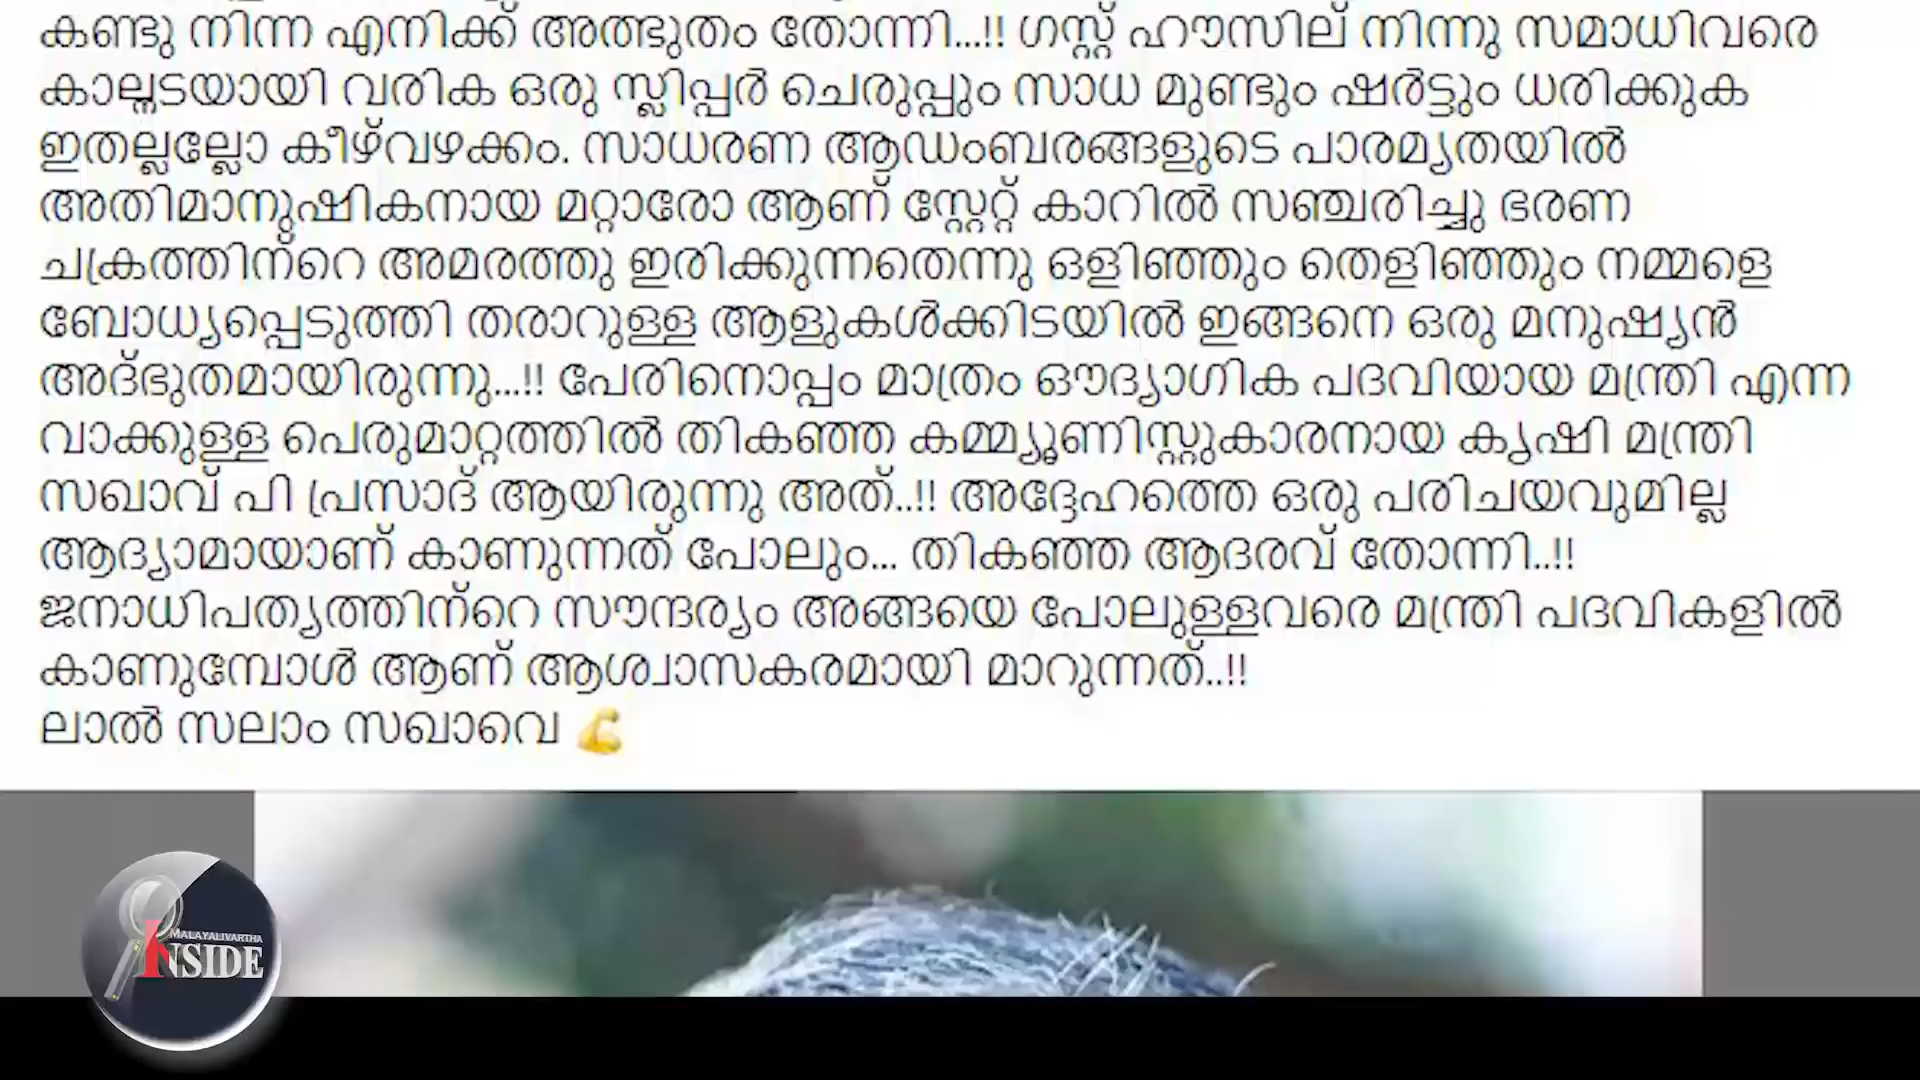 കണ്ടു നിന്ന എനിക്ക് അത്ഭുതം തോന്നി...!! ഗസ്റ്റ് ഹൗസില് നിന്നു സമാധിവരെ
കാല്നടയായി വരിക ഒരു സ്ലിപ്പർ ചെരുപ്പും സാധ മുണ്ടും ഷർട്ടും ധരിക്കുക
ഇതല്ലല്ലോ കീഴ്‌വഴക്കം. സാധരണ ആഡംബരങ്ങളുടെ പാരമൃതയിൽ
അതിമാനുഷികനായ മറ്റാരോ ആണ് സ്റ്റേറ്റ് കാറിൽ സഞ്ചരിച്ചു ഭരണ
ചക്രത്തിന്റെ അമരത്തു ഇരിക്കുന്നതെന്നു ഒളിഞ്ഞും തെളിഞ്ഞും നമ്മളെ
ബോധ്യപ്പെടുത്തി തരാറുള്ള ആളുകൾക്കിടയിൽ ഇങ്ങനെ ഒരു മനുഷ്യൻ
അദ്ഭുതമായിരുന്നു...!! പേരിനൊപ്പം മാത്രം ഔദ്യാഗിക പദവിയായ മന്ത്രി എന്ന
വാക്കുള്ള പെരുമാറ്റത്തിൽ തികഞ്ഞ കമ്മ്യൂണിസ്റ്റുകാരനായ കൃഷി മന്ത്രി
സഖാവ് പി പ്രസാദ് ആയിരുന്നു അത്..!! അദ്ദേഹത്തെ ഒരു പരിചയവുമില്ല
ആദ്യാമായാണ് കാണുന്നത് പോലും... തികഞ്ഞ ആദരവ് തോന്നി..!!
ജനാധിപത്യത്തിന്റെ സൗന്ദര്യം അങ്ങയെ പോലുള്ളവരെ മന്ത്രി പദവികളിൽ
കാണുമ്പോൾ ആണ് ആശ്വാസകരമായി മാറുന്നത്..!!
ലാൽ സലാം സഖാവെ 💪
MALAYALIVARTHA
INSIDE